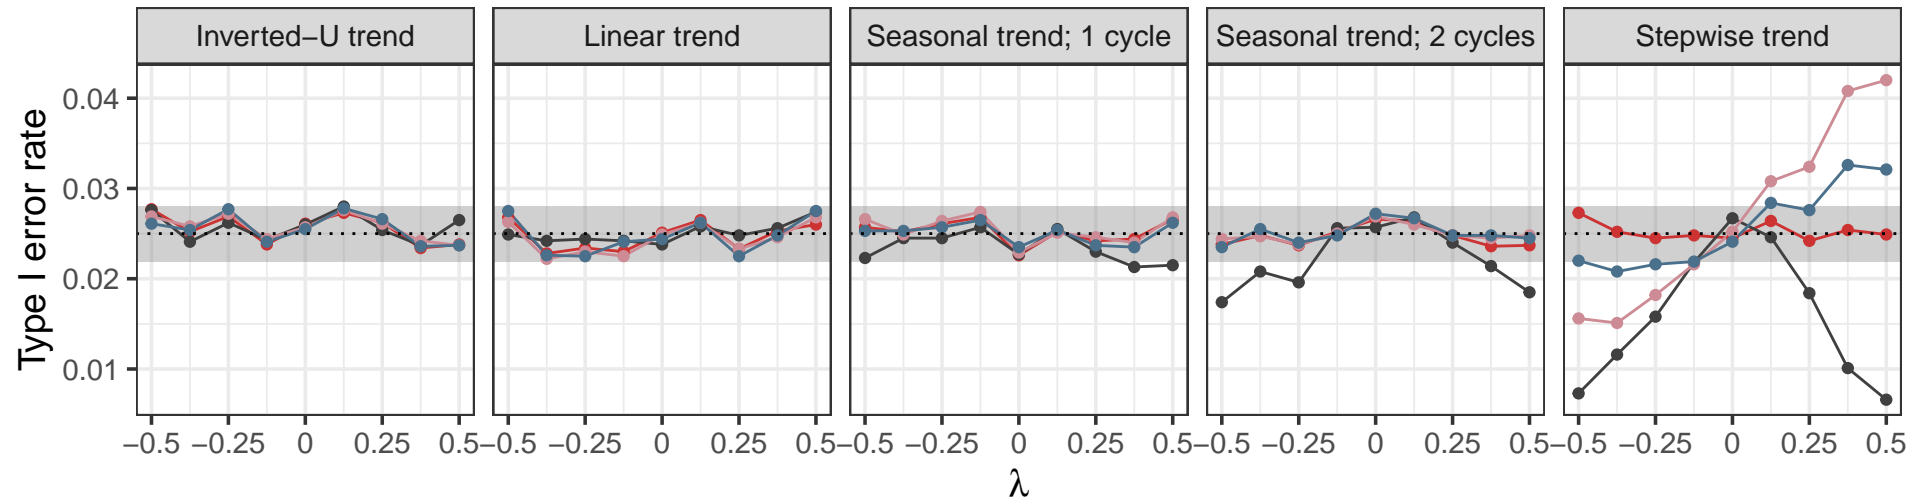 Inverted–U trend
Linear trend
Seasonal trend; 1 cycle
Seasonal trend; 2 cycles
Stepwise trend
Type I error rate
0.04
0.03
0.02
0.01
−0.5 −0.25 0 0.25 0.5
−0.5 −0.25 0 0.25 0.5
−0.5 −0.25 0 0.25 0.5
−0.5 −0.25 0 0.25 0.5
−0.5 −0.25 0 0.25 0.5
λ